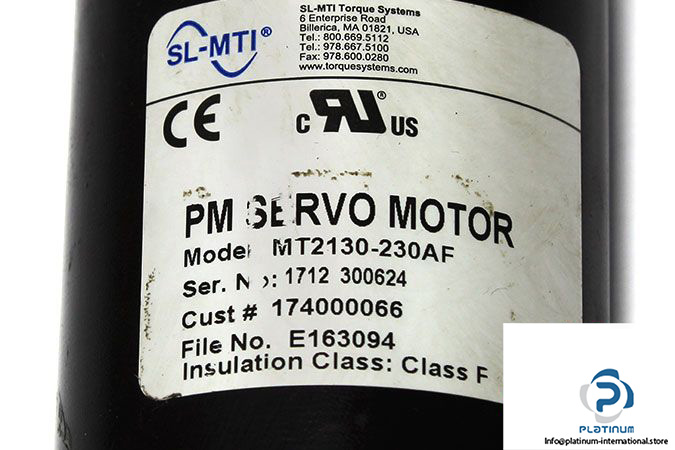 SL-MTI®
SL-MTI Torque Systems
6 Enterprise Road
Billerica, MA 01821, USA
Tel.: 800.669.5112
Tel.: 978.667.5100
Fax: 978.600.0280
www.torquesystems.com
CE
c RU® US
PM SERVO MOTOR
Model MT2130-230AF
Ser. No: 1712 300624
Cust # 174000066
File No. E163094
Insulation Class: Class F
PLATINUM
Info@platinum-international.store